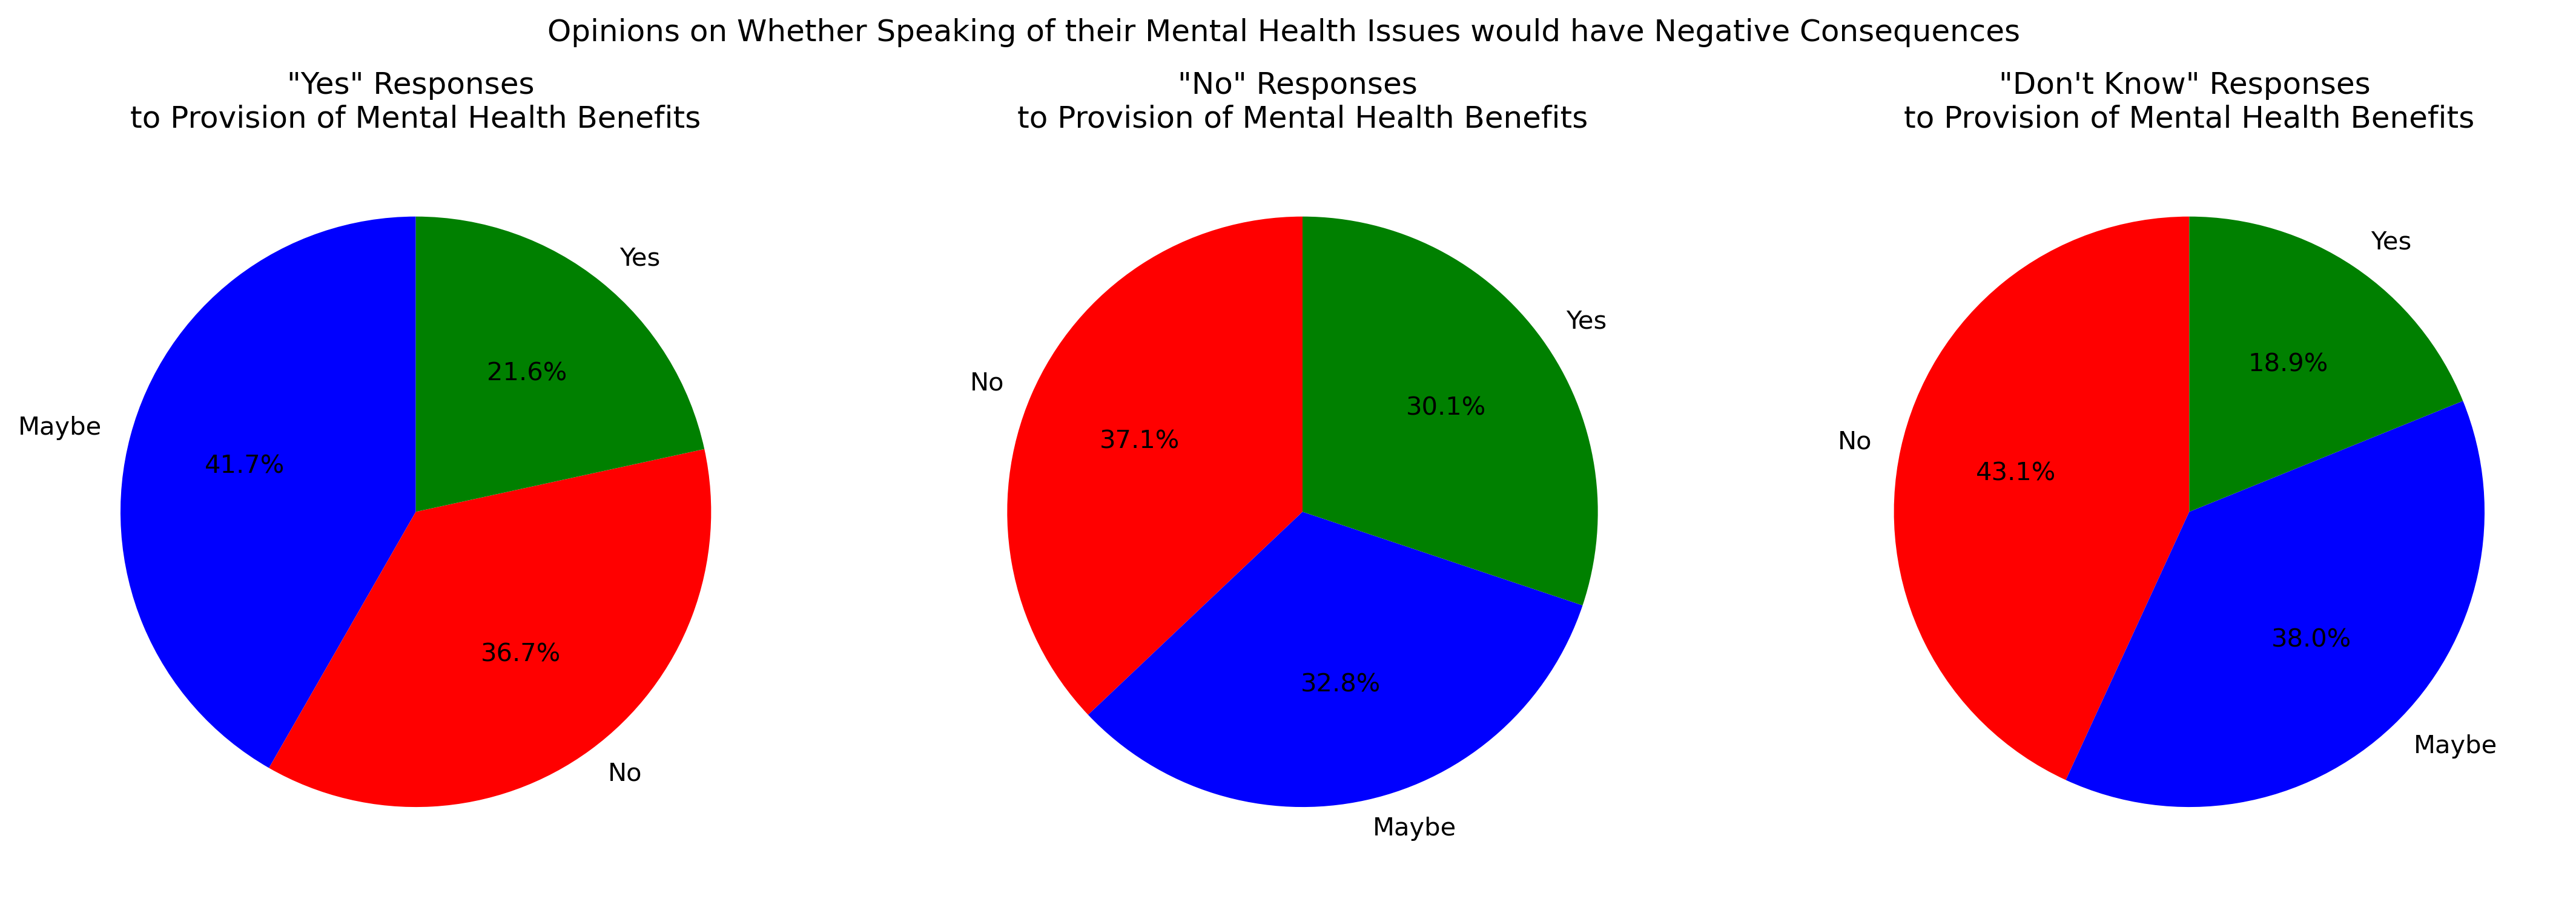 Opinions on Whether Speaking of their Mental Health Issues would have Negative Consequences
"Yes" Responses
to Provision of Mental Health Benefits
Yes
21.6%
Maybe
41.7%
36.7%
No
"No" Responses
to Provision of Mental Health Benefits
Yes
No
30.1%
37.1%
32.8%
Maybe
"Don't Know" Responses
to Provision of Mental Health Benefits
Yes
18.9%
No
43.1%
38.0%
Maybe